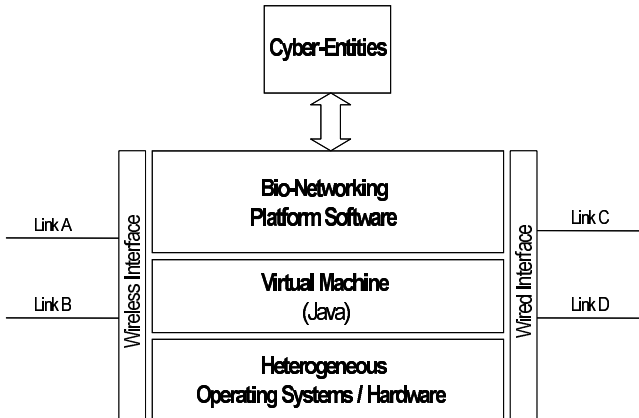 Cyber-Entities
Bio-Networking
Platform Software
Link A
Link B
Wireless Interface
Virtual Machine
(Java)
Heterogeneous
Operating Systems / Hardware
Wired Interface
Link C
Link D